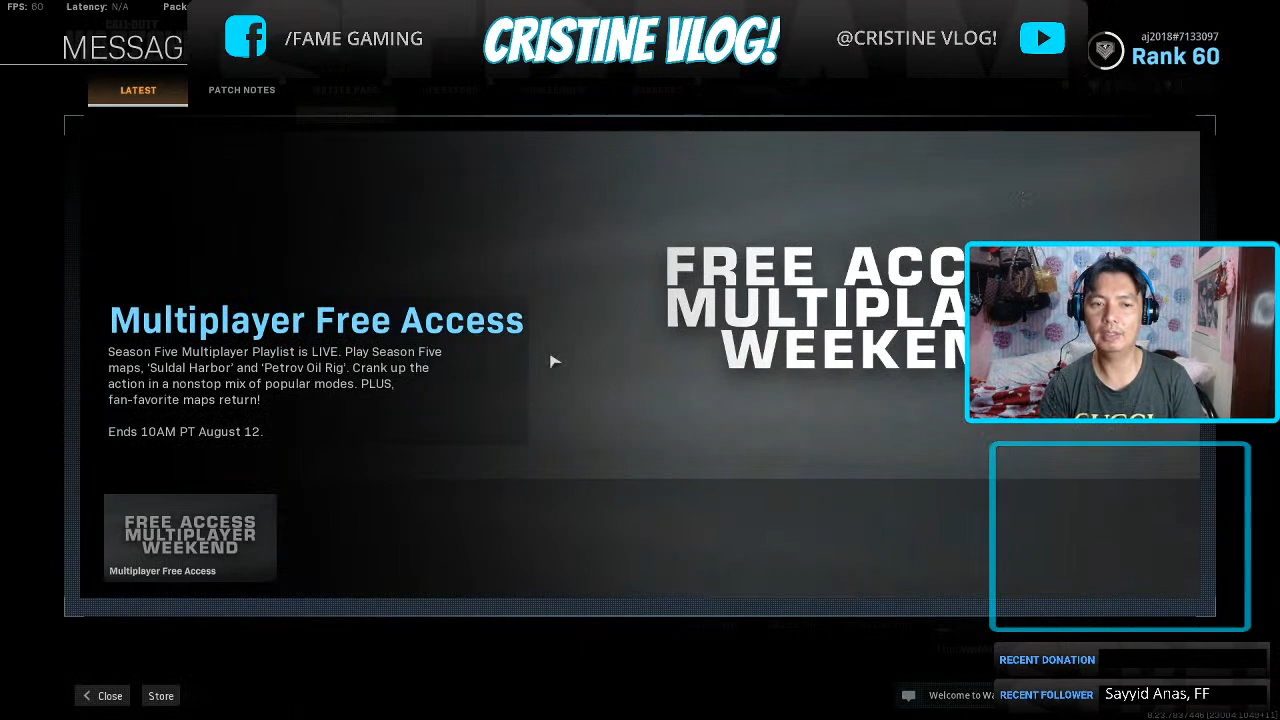 FPS: 60 Latency: N/A Pack
MESSAG
/FAME GAMING
CRISTINE VLOG!
@CRISTINE VLOG!
aj2018#7133097
Rank 60
LATEST
PATCH NOTES
FREE ACC
MULTIPLA
WEEKEN
Multiplayer Free Access
Season Five Multiplayer Playlist is LIVE. Play Season Five
maps, ‘Suldal Harbor’ and ‘Petrov Oil Rig’. Crank up the
action in a nonstop mix of popular modes. PLUS,
fan-favorite maps return!
Ends 10AM PT August 12.
GUCCI
FREE ACCESS
MULTIPLAYER
WEEKEND
Multiplayer Free Access
RECENT DONATION
Close
Store
Welcome to Wa
RECENT FOLLOWER
Sayyid Anas, FF